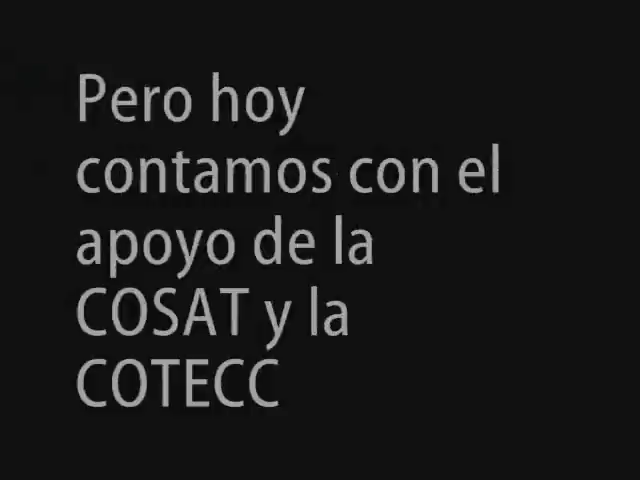 Pero hoy
contamos con el
apoyo de la
COSAT y la
COTECC